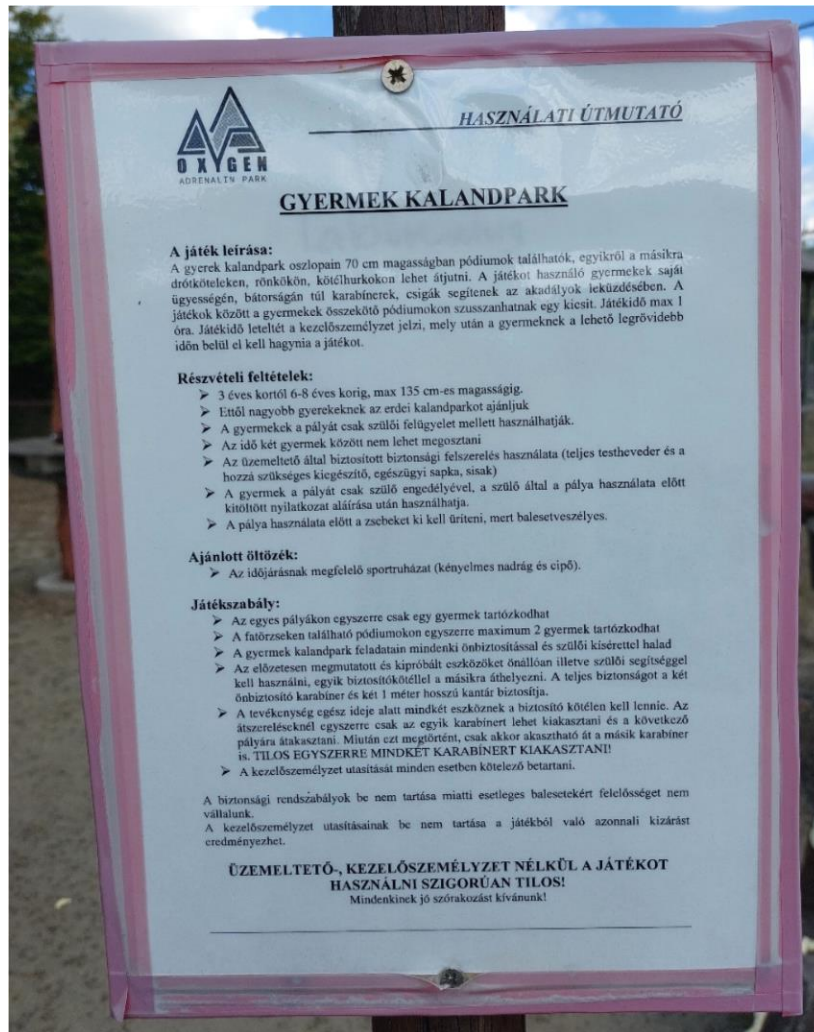 HASZNÁLATI ÚTMUTATÓ
OXYGEN
ADRENALIN PARK
GYERMEK KALANDPARK
A játék leírása:
A gyerek kalandpark oszlopain 70 cm magasságban pódiumok találhatók, egyikről a másikra
drótköteleken, rönkökön, kötélhurkokon lehet átjutni. A játékot használó gyermekek saját
ügyességén, bátorságán túl karabínerek, csigák segítenek az akadályok leküzdésében. A
játékok között a gyermekek összekötő pódiumokon szusszanhatnak egy kicsit. Játékidő max 1
óra. Játékidő leteltét a kezelőszemélyzet jelzi, mely után a gyermeknek a lehető legrövidebb
időn belül el kell hagynia a játékot.
Részvételi feltételek:
➢ 3 éves kortól 6-8 éves korig, max 135 cm-es magasságig.
➢ Ettől nagyobb gyerekeknek az erdei kalandparkot ajánljuk
➢ A gyermekek a pályát csak szülői felügyelet mellett használhatják.
➢ Az idő két gyermek között nem lehet megosztani
➢ Az üzemeltető által biztosított biztonsági felszerelés használata (teljes testheveder és a
hozzá szükséges kiegészítő, egészügyi sapka, sisak)
➢ A gyermek a pályát csak szülő engedélyével, a szülő által a pálya használata előtt
kitöltött nyilatkozat aláírása után használhatja.
➢ A pálya használata előtt a zsebeket ki kell üríteni, mert balesetveszélyes.
Ajánlott öltözék:
➢ Az időjárásnak megfelelő sportruházat (kényelmes nadrág és cipő).
Játékszabály:
➢ Az egyes pályákon egyszerre csak egy gyermek tartózkodhat
➢ A fatörzseken található pódiumokon egyszerre maximum 2 gyermek tartózkodhat
➢ A gyermek kalandpark feladatain mindenki önbiztosítással és szülői kísérettel halad
➢ Az előzetesen megmutatott és kipróbált eszközöket önállóan illetve szülői segítséggel
kell használni, egyik biztosítókötéllel a másikra áthelyezni. A teljes biztonságot a két
önbiztosító karabíner és két 1 méter hosszú kantár biztosítja.
➢ A tevékenység egész ideje alatt mindkét eszköznek a biztosító kötélen kell lennie. Az
átszereléseknél egyszerre csak az egyik karabínert lehet kiakasztani és a következő
pályára átakasztani. Miután ezt megtörtént, csak akkor akasztható át a másik karabíner
is. TILOS EGYSZERRE MINDKÉT KARABÍNERT KIAKASZTANI!
➢ A kezelőszemélyzet utasítását minden esetben kötelező betartani.
A biztonsági rendszabályok be nem tartása miatti esetleges balesetekért felelősséget nem
vállalunk.
A kezelőszemélyzet utasításainak be nem tartása a játékból való azonnali kizárást
eredményezhet.
ÜZEMELTETŐ-, KEZELŐSZEMÉLYZET NÉLKÜL A JÁTÉKOT
HASZNÁLNI SZIGORÚAN TILOS!
Mindenkinek jó szórakozást kívánunk!